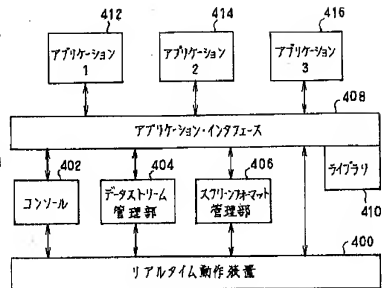 412
414
416
アプリケーション
1
アプリケーション
2
アプリケーション
3
408
アプリケーション・インタフェース
402
404
406
ライブラリ
コンソール
データストリーム
管理部
スクリーンフォーマット
管理部
410
400
リアルタイム動作装置